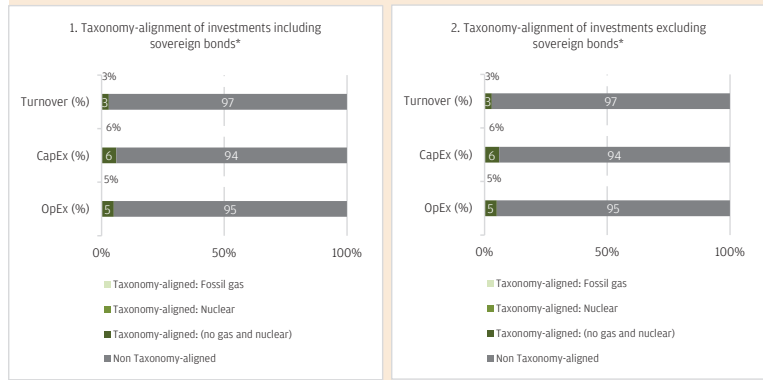 1. Taxonomy-alignment of investments including
sovereign bonds*
3%
Turnover (%)
3
97
6%
CapEx (%)
6
94
5%
OpEx (%)
5
95
0%
50%
100%
Taxonomy-aligned: Fossil gas
Taxonomy-aligned: Nuclear
Taxonomy-aligned: (no gas and nuclear)
Non Taxonomy-aligned
2. Taxonomy-alignment of investments excluding
sovereign bonds*
3%
Turnover (%)
3
97
6%
CapEx (%)
6
94
5%
OpEx (%)
5
95
0%
50%
100%
Taxonomy-aligned: Fossil gas
Taxonomy-aligned: Nuclear
Taxonomy-aligned: (no gas and nuclear)
Non Taxonomy-aligned